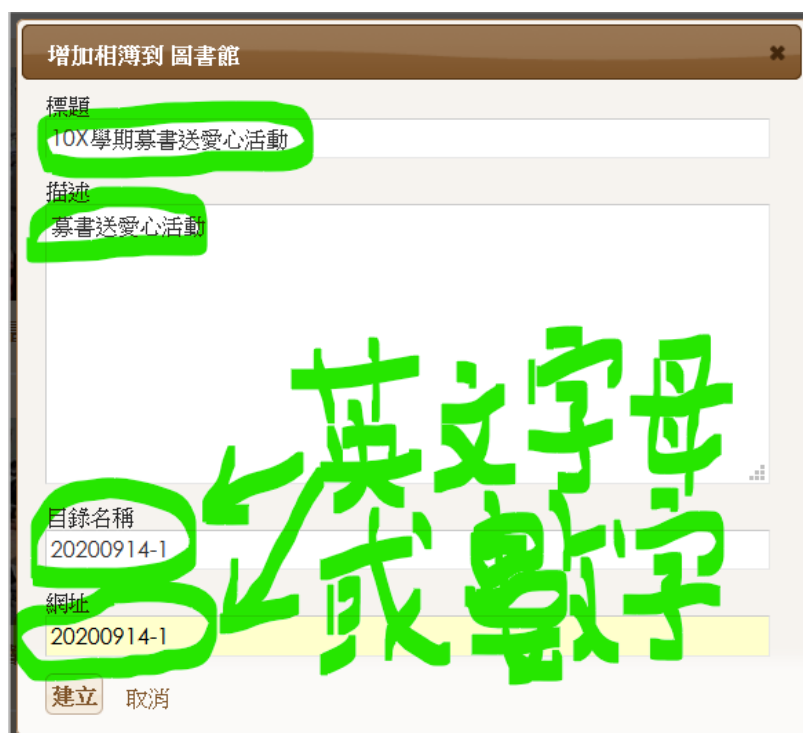 增加相簿到 圖書館
標題
10X學期募書送愛心活動
描述
募書送愛心活動
英文字母
或數字
目錄名稱
20200914-1
網址
20200914-1
建立 取消